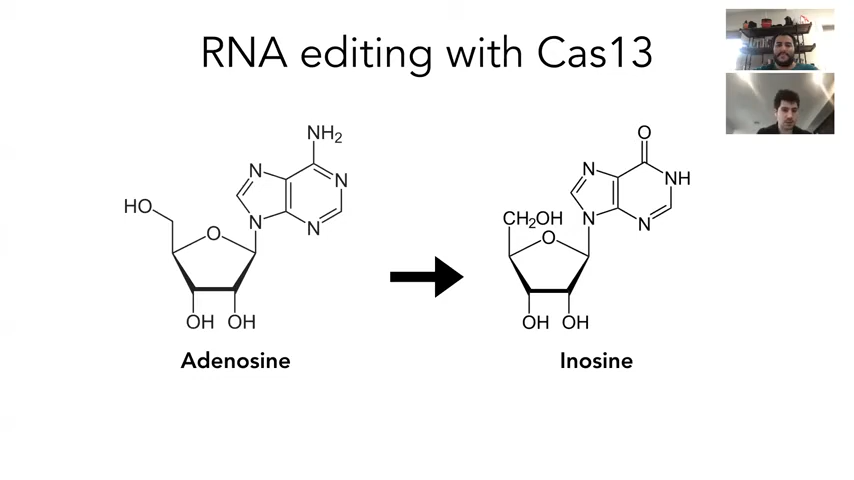 RNA editing with Cas13
NH2
N
N
N
N
HO
O
OH OH
Adenosine
O
N
NH
N
N
CH2OH
O
OH OH
Inosine